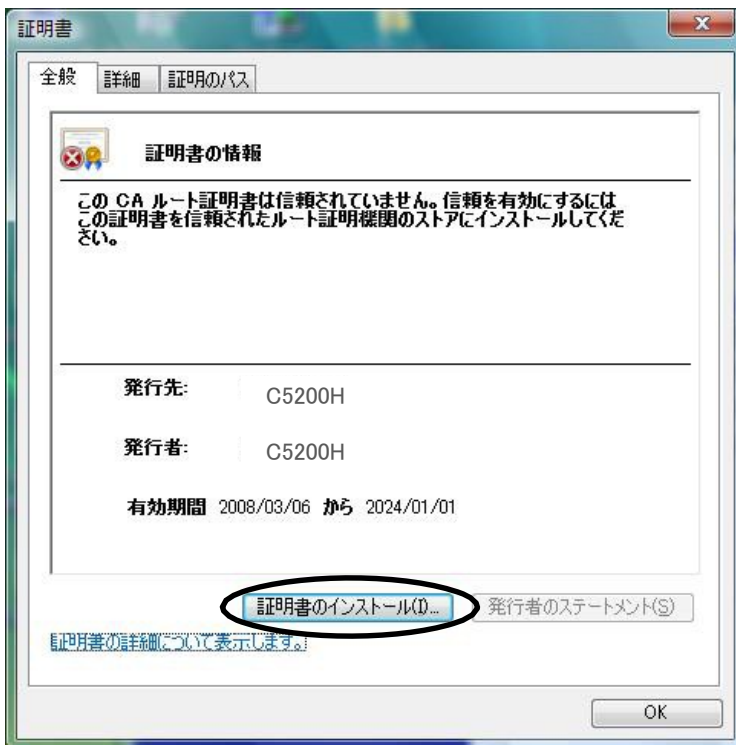 証明書
全般
詳細
証明のパス
証明書の情報
この CA ルート証明書は信頼されていません。信頼を有効にするには
この証明書を信頼されたルート証明機関のストアにインストールしてくだ
さい。
発行先: C5200H
発行者: C5200H
有効期間 2008/03/06 から 2024/01/01
証明書のインストール(I)...
発行者のステートメント(S)
証明書の詳細について表示します。
OK